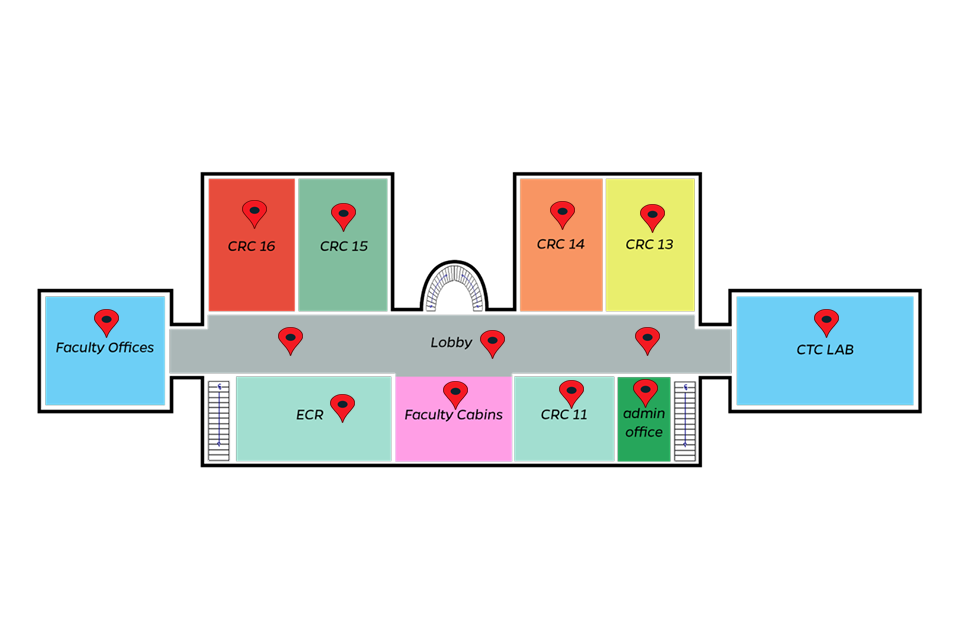 CRC 16
CRC 15
CRC 14
CRC 13
Faculty Offices
Lobby
CTC LAB
ECR
Faculty Cabins
CRC 11
admin
office